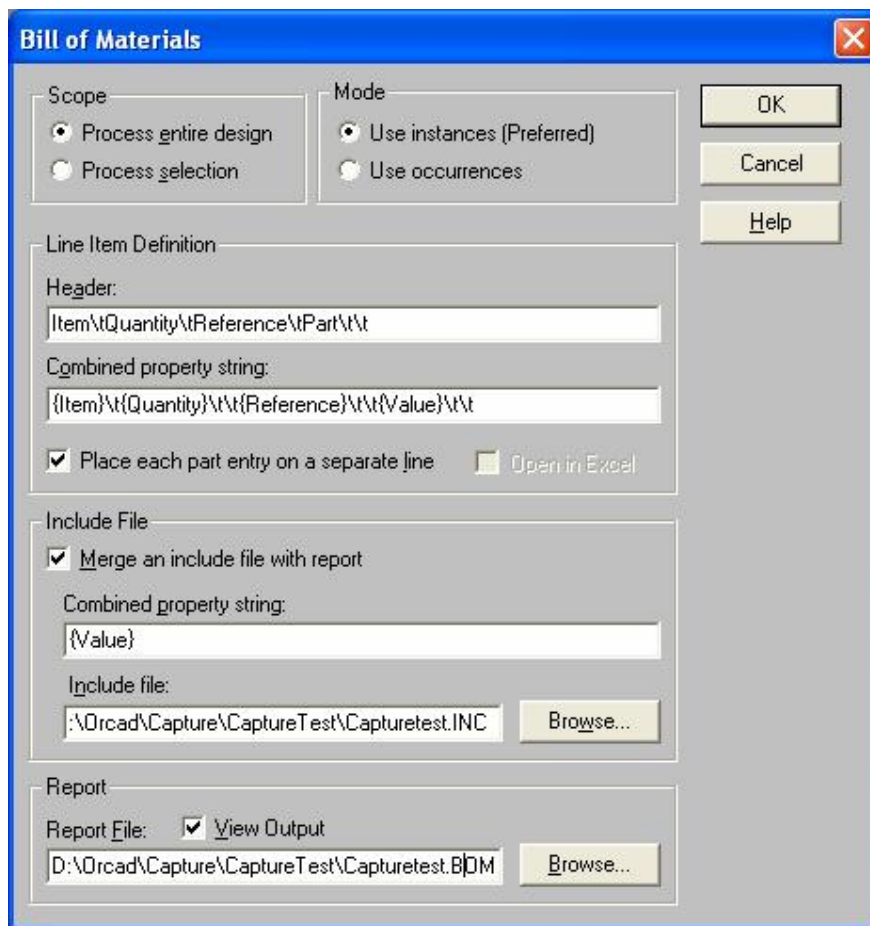 Bill of Materials
Scope
Process entire design
Process selection
Mode
Use instances (Preferred)
Use occurrences
OK
Cancel
Help
Line Item Definition
Header:
Item\tQuantity\tReference\tPart\t\t
Combined property string:
{Item}\t{Quantity}\t\t{Reference}\t\t{Value}\t\t
Place each part entry on a separate line
Open in Excel
Include File
Merge an include file with report
Combined property string:
{Value}
Include file:
:\Orcad\Capture\CaptureTest\Capturetest.INC
Browse...
Report
Report File:
View Output
D:\Orcad\Capture\CaptureTest\Capturetest.BOM
Browse...